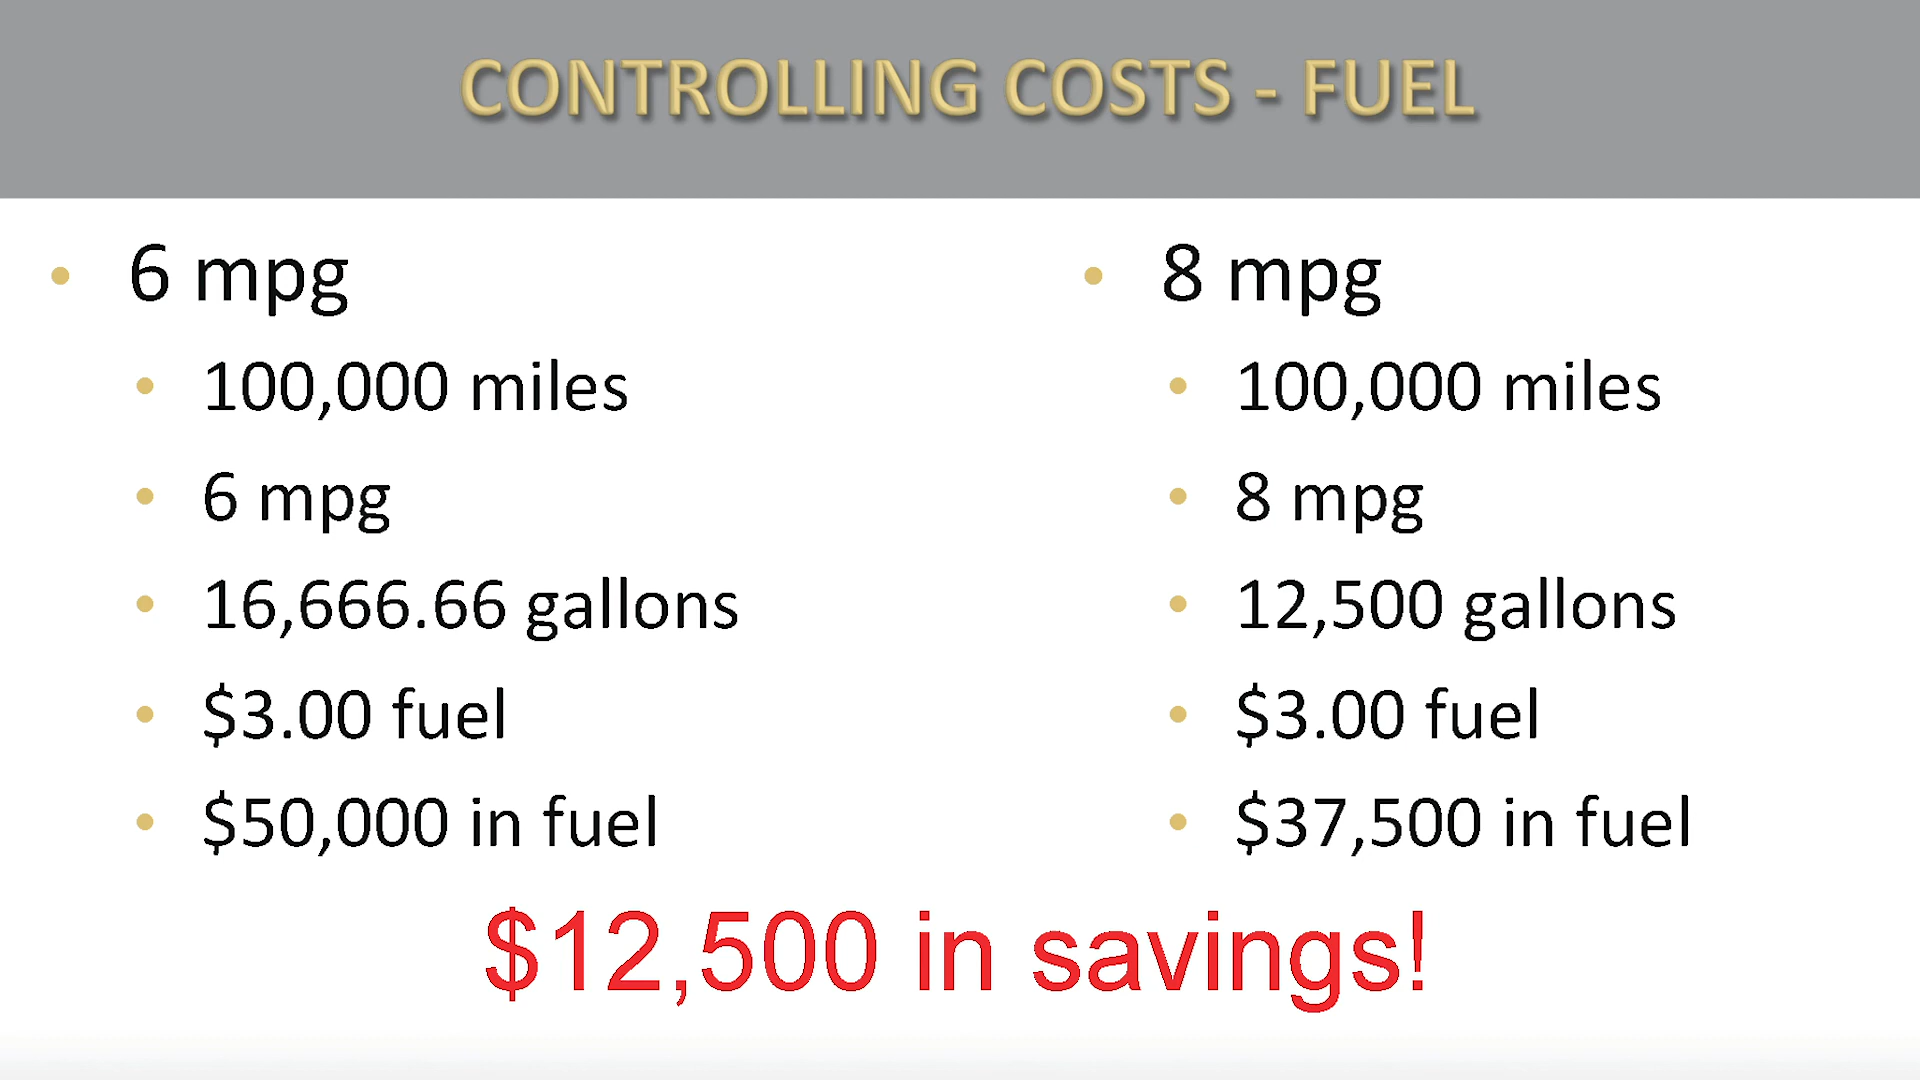 CONTROLLING COSTS - FUEL
• 6 mpg
• 100,000 miles
• 6 mpg
• 16,666.66 gallons
• $3.00 fuel
• $50,000 in fuel
• 8 mpg
• 100,000 miles
• 8 mpg
• 12,500 gallons
• $3.00 fuel
• $37,500 in fuel
$12,500 in savings!